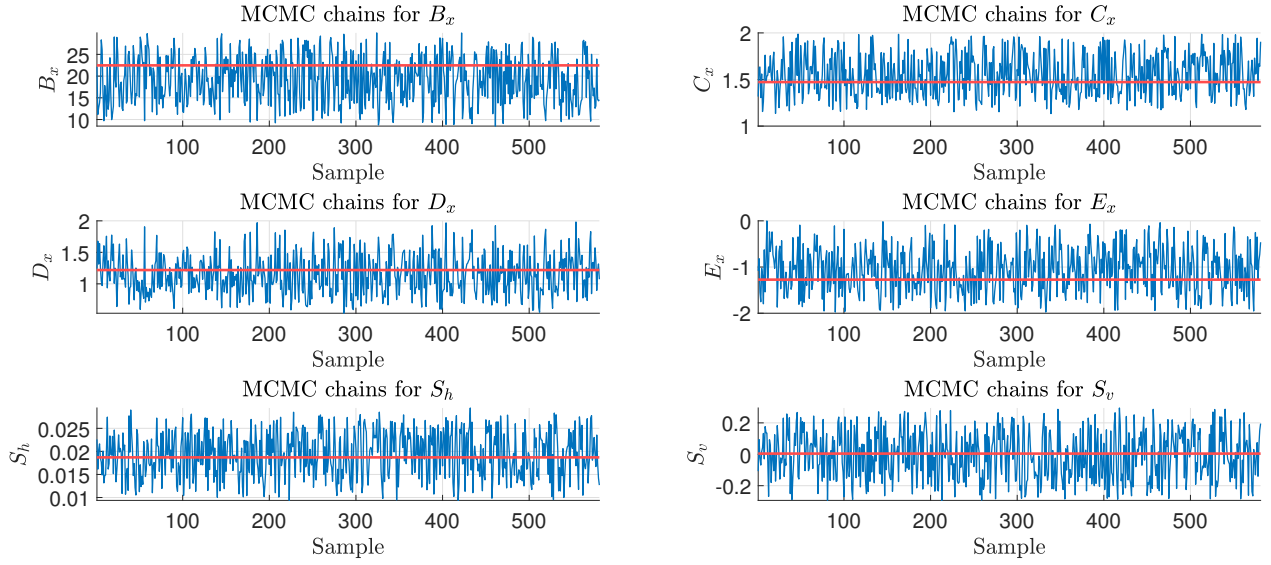 MCMC chains for B_x
B_x
25
20
15
10
100 200 300 400 500
Sample
MCMC chains for C_x
C_x
2
1.5
1
100 200 300 400 500
Sample
MCMC chains for D_x
D_x
2
1.5
1
100 200 300 400 500
Sample
MCMC chains for E_x
E_x
0
-1
-2
100 200 300 400 500
Sample
MCMC chains for S_h
S_h
0.025
0.02
0.015
0.01
100 200 300 400 500
Sample
MCMC chains for S_v
S_v
0.2
0
-0.2
100 200 300 400 500
Sample